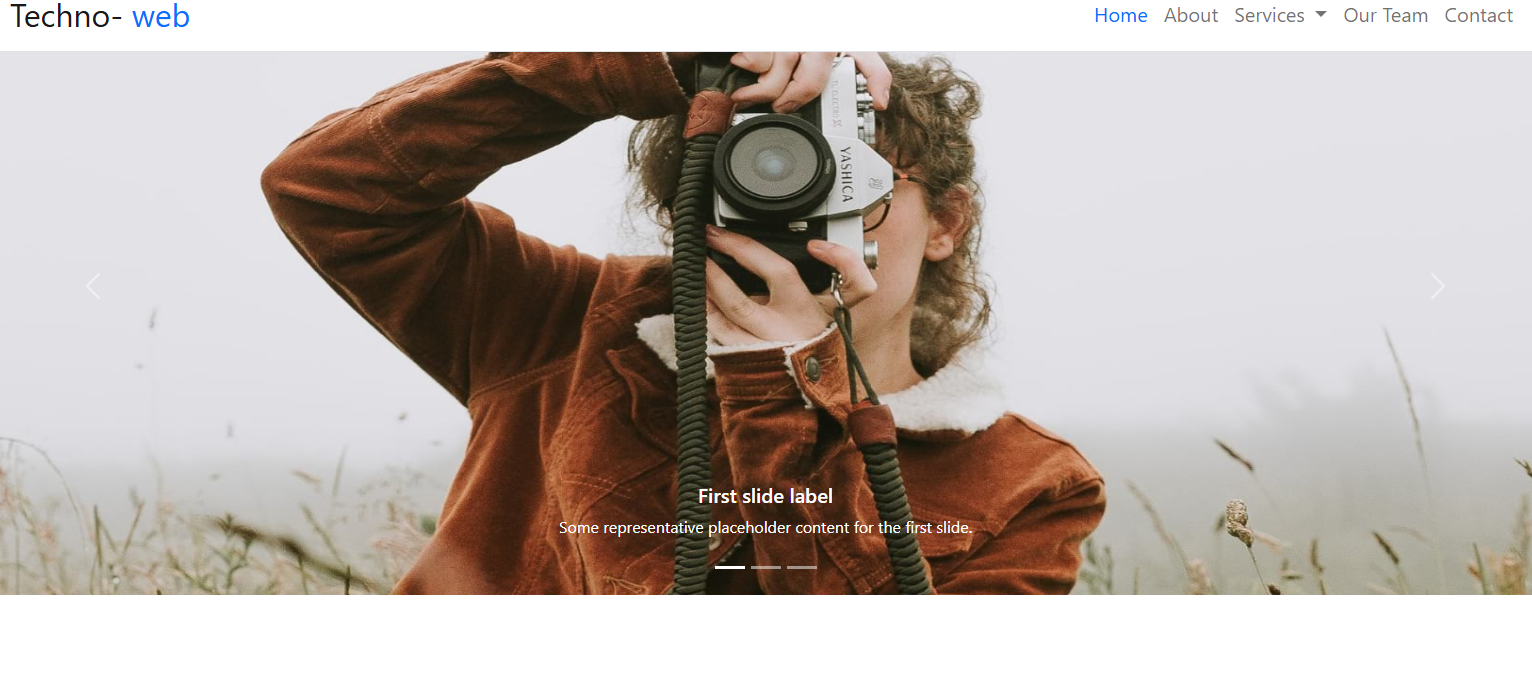 Techno- web
Home About Services Our Team Contact
YASHICA
First slide label
Some representative placeholder content for the first slide.